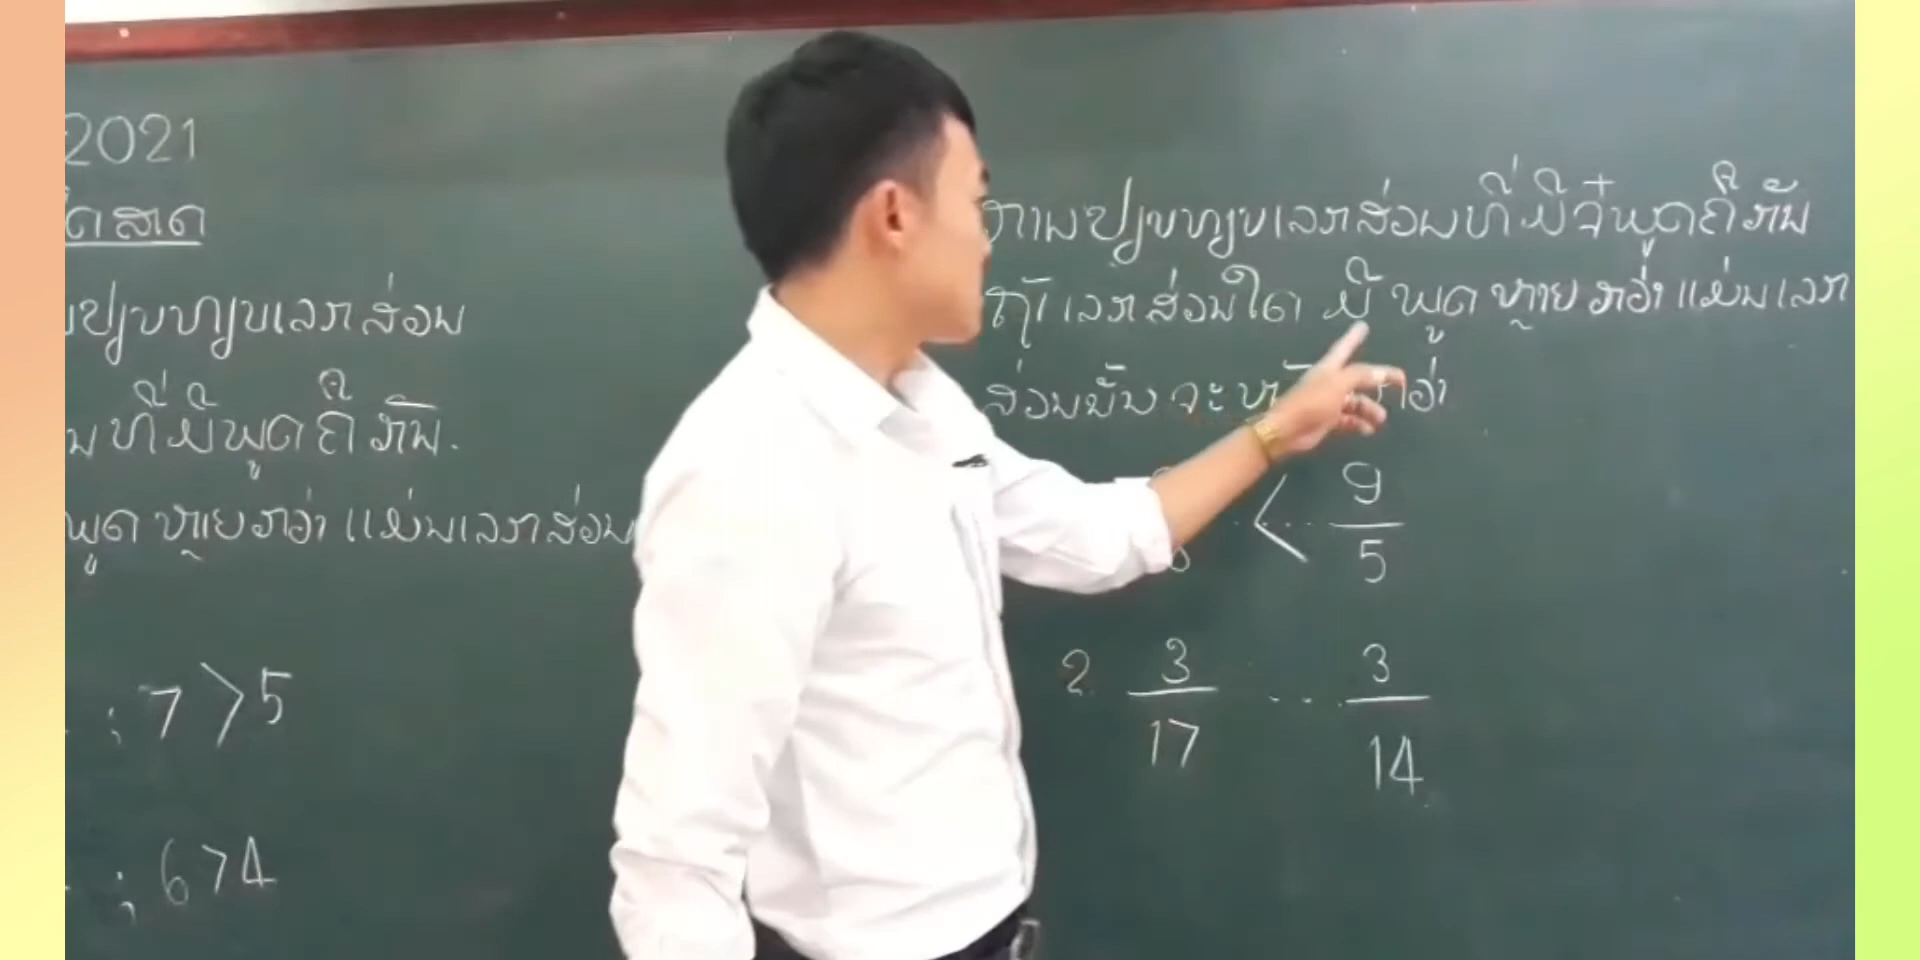 2021
ິດສາດ
ປຽບທຽບເລກສ່ວນ
ທີ່ມີພູດຄືກັນ.
ພູດຫຼາຍກວ່າ ແມ່ນເລກສ່ວນ
; 7 > 5
; 6 > 4
ການປຽບທຽບເລກສ່ວນທີ່ມີຈຳພູດຄືກັນ
ຖ້າເລກສ່ວນໃດ ມີ ພູດ ຫຼາຍ ກວ່າ ແມ່ນເລກ
ສ່ວນນັ້ນ ຈະ ກວ່າ
< 9/5
2 3/17 ... 3/14